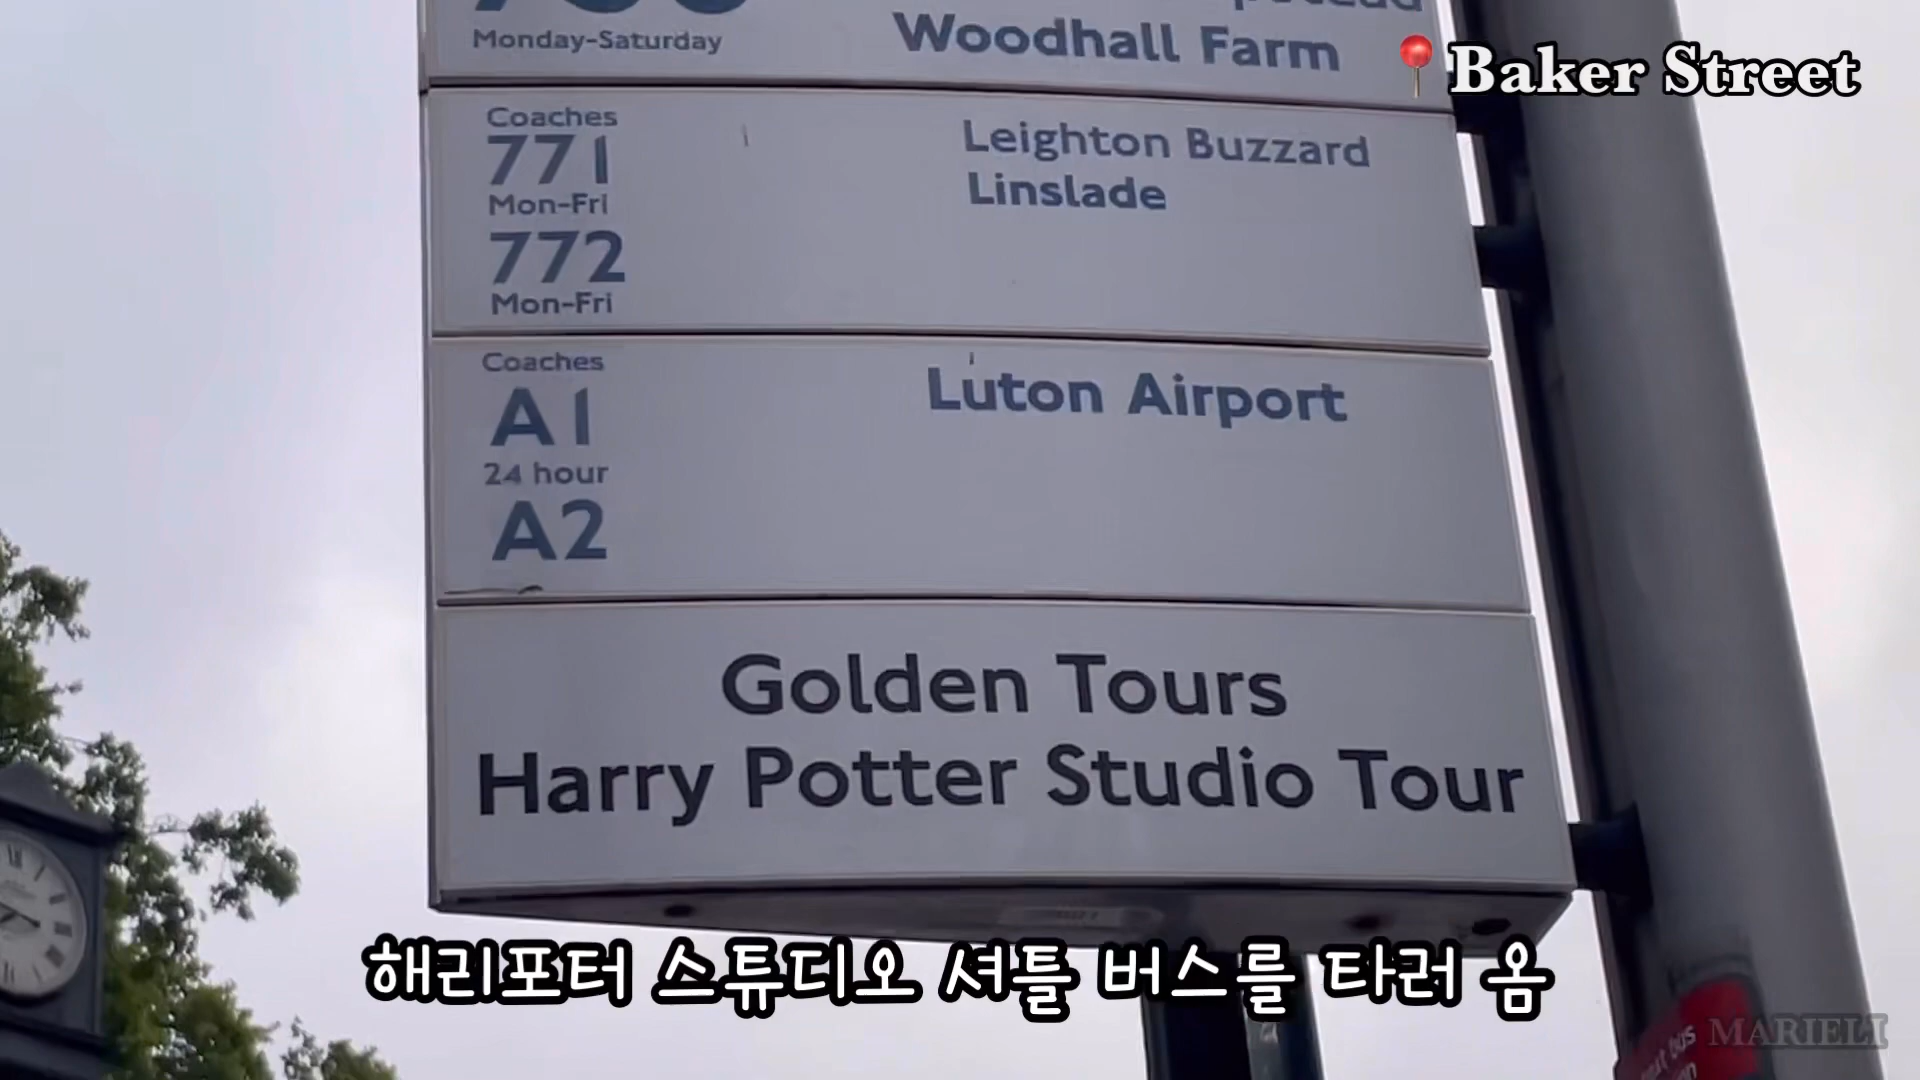 Monday-Saturday
Woodhall Farm
Baker Street
Coaches
771
Mon-Fri
772
Mon-Fri
Leighton Buzzard
Linslade
Coaches
A1
24 hour
A2
Luton Airport
Golden Tours
Harry Potter Studio Tour
해리포터 스튜디오 셔틀 버스를 타러 옴
bus
MARIELI